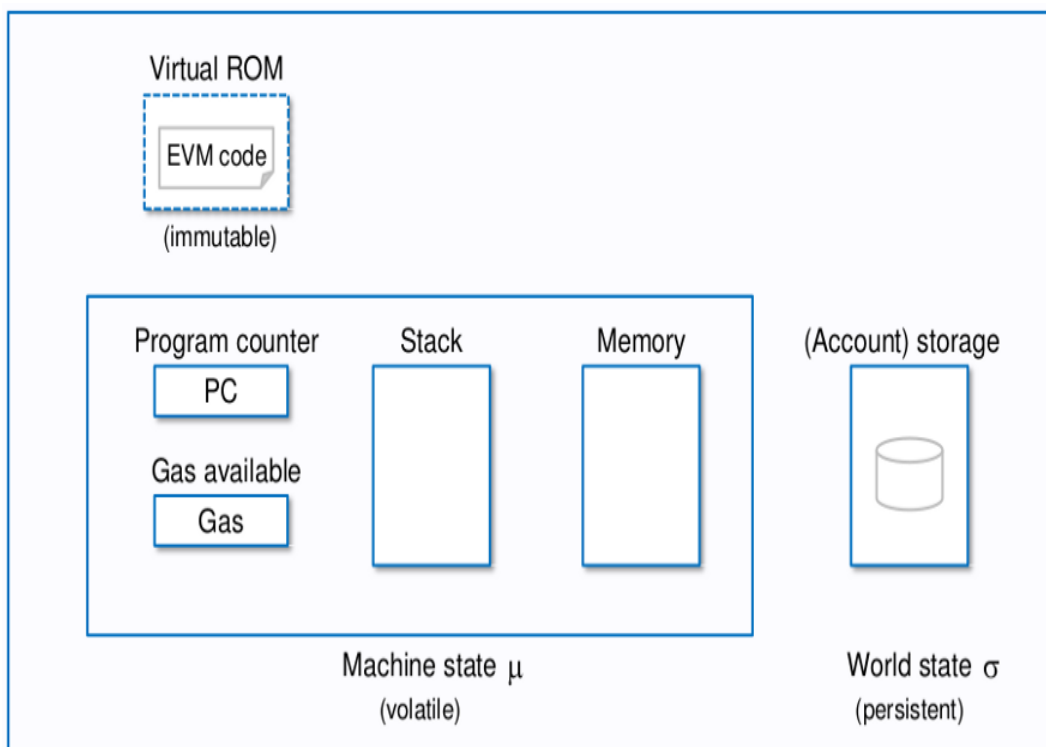 Virtual ROM
EVM code
(immutable)
Program counter
Stack
Memory
(Account) storage
PC
Gas available
Gas
Machine state μ
World state σ
(volatile)
(persistent)